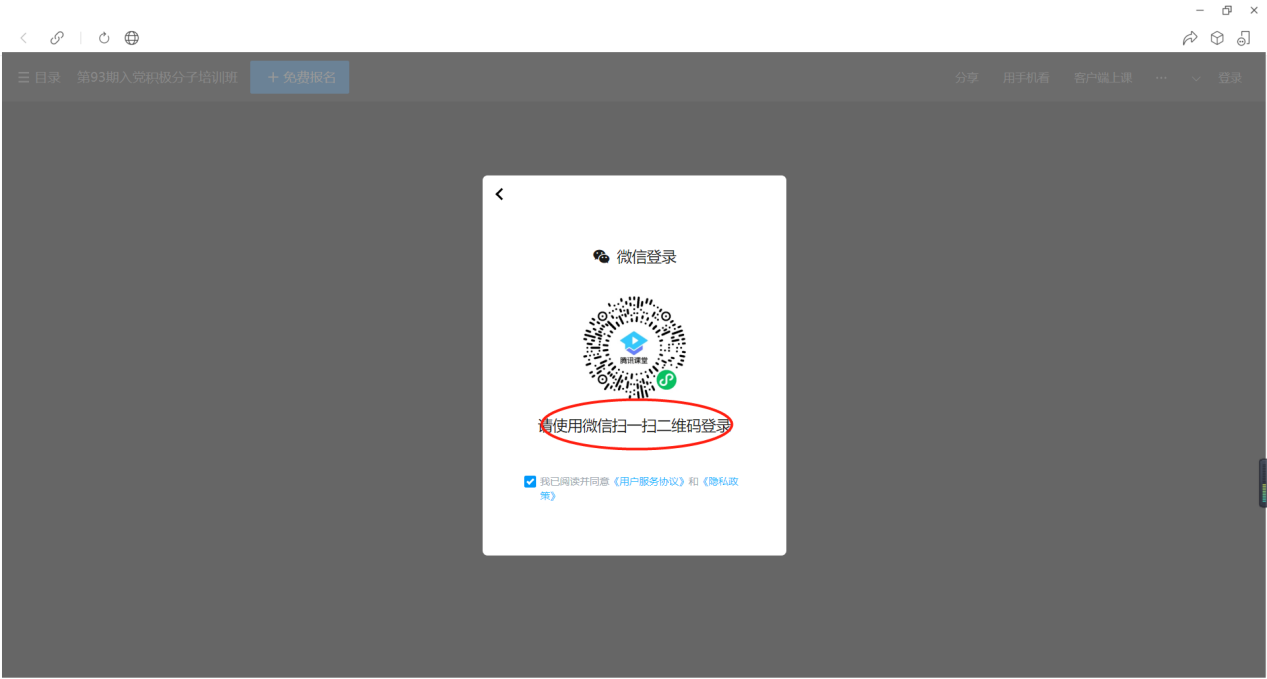 目录 第93期入党积极分子培训班 + 免费报名 分享 用手机看 客户端上课 ··· 登录
微信登录
腾讯课堂
请使用微信扫一扫二维码登录
我已阅读并同意《用户服务协议》和《隐私政
策》